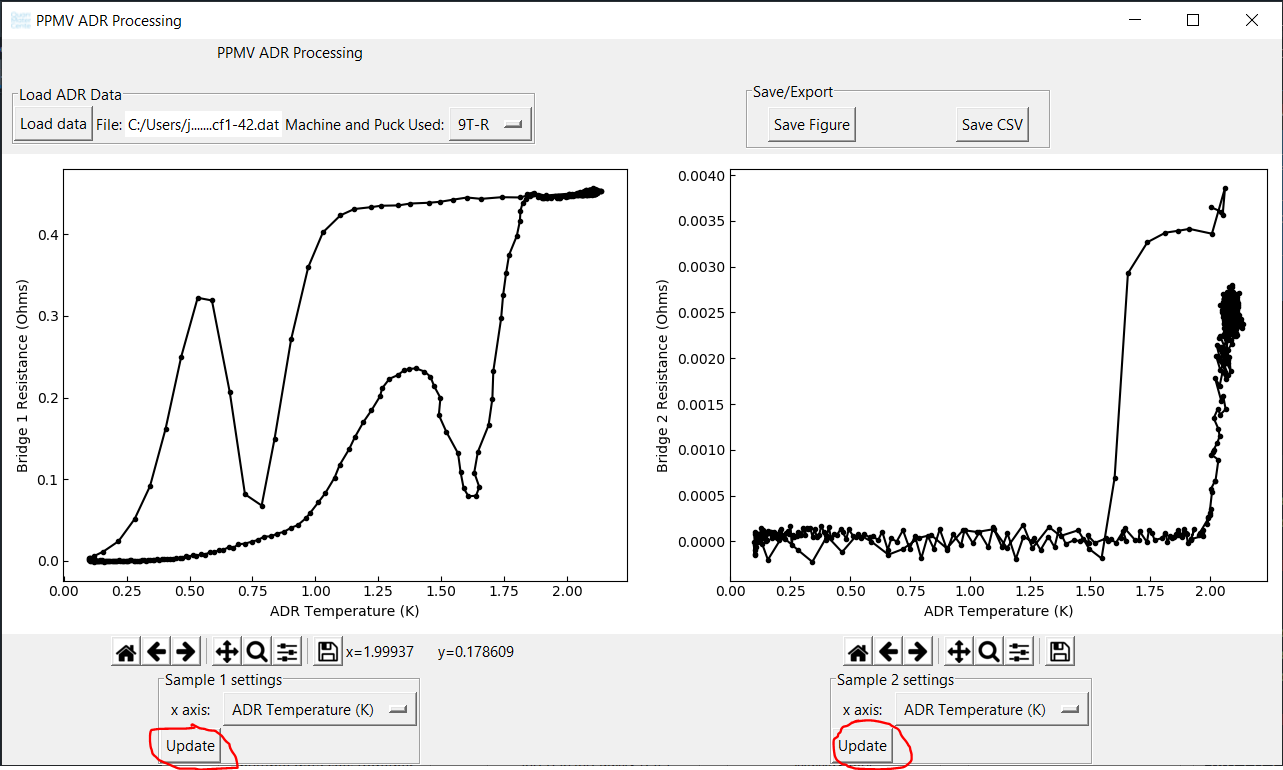 PPMV ADR Processing
PPMV ADR Processing
Load ADR Data
Load data File: C:/Users/j.......cf1-42.dat Machine and Puck Used: 9T-R
Save/Export
Save Figure Save CSV
0.4
0.3
0.2
0.1
0.0
Bridge 1 Resistance (Ohms)
0.00 0.25 0.50 0.75 1.00 1.25 1.50 1.75 2.00
ADR Temperature (K)
0.0040
0.0035
0.0030
0.0025
0.0020
0.0015
0.0010
0.0005
0.0000
Bridge 2 Resistance (Ohms)
0.00 0.25 0.50 0.75 1.00 1.25 1.50 1.75 2.00
ADR Temperature (K)
x=1.99937 y=0.178609
Sample 1 settings
x axis: ADR Temperature (K)
Update
Sample 2 settings
x axis: ADR Temperature (K)
Update